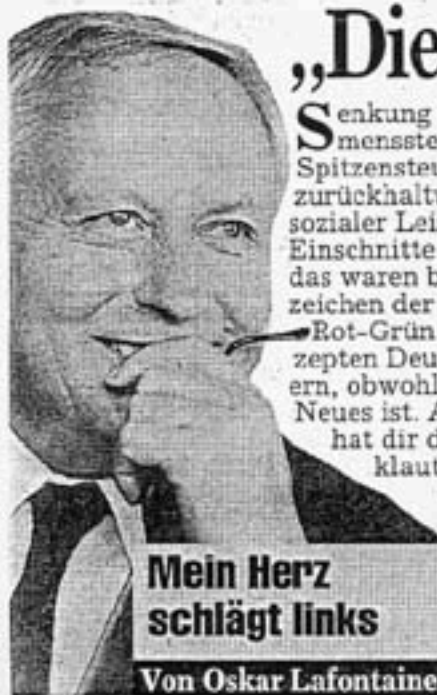 „Die
Senkung
mensste
Spitzensteu
zurückhalt
sozialer Lei
Einschnitte
das waren b
zeichen der
Rot-Grün
zepten Deu
ern, obwohl
Neues ist. A
hat dir d
klaut
Mein Herz
schlägt links
Von Oskar Lafontaine